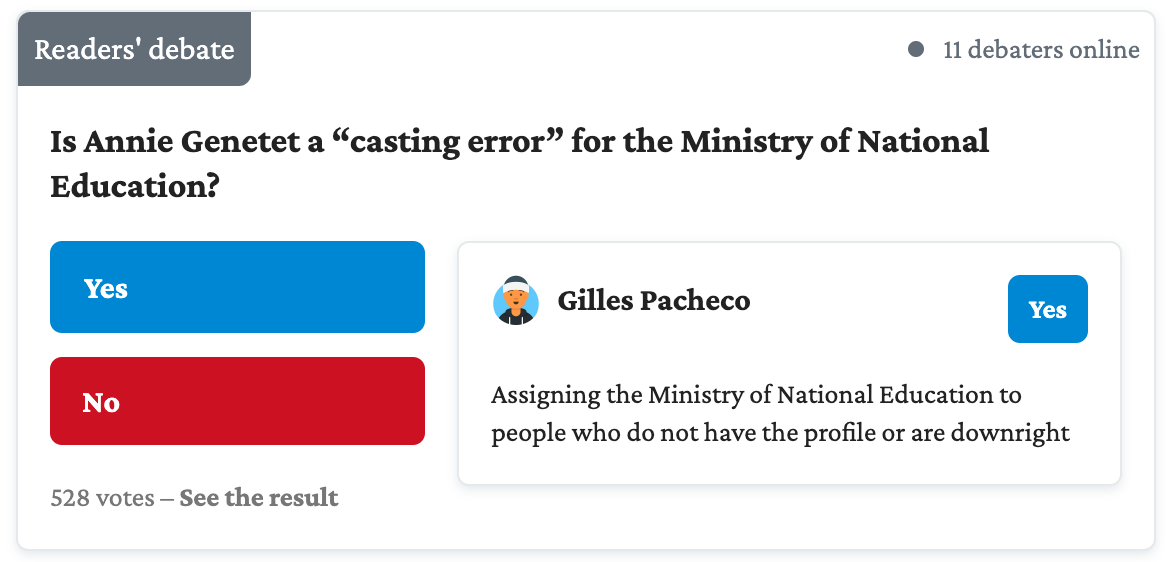 Readers' debate
11 debaters online
Is Annie Genetet a “casting error” for the Ministry of National
Education?
Yes
No
528 votes – See the result
Gilles Pacheco
Yes
Assigning the Ministry of National Education to
people who do not have the profile or are downright